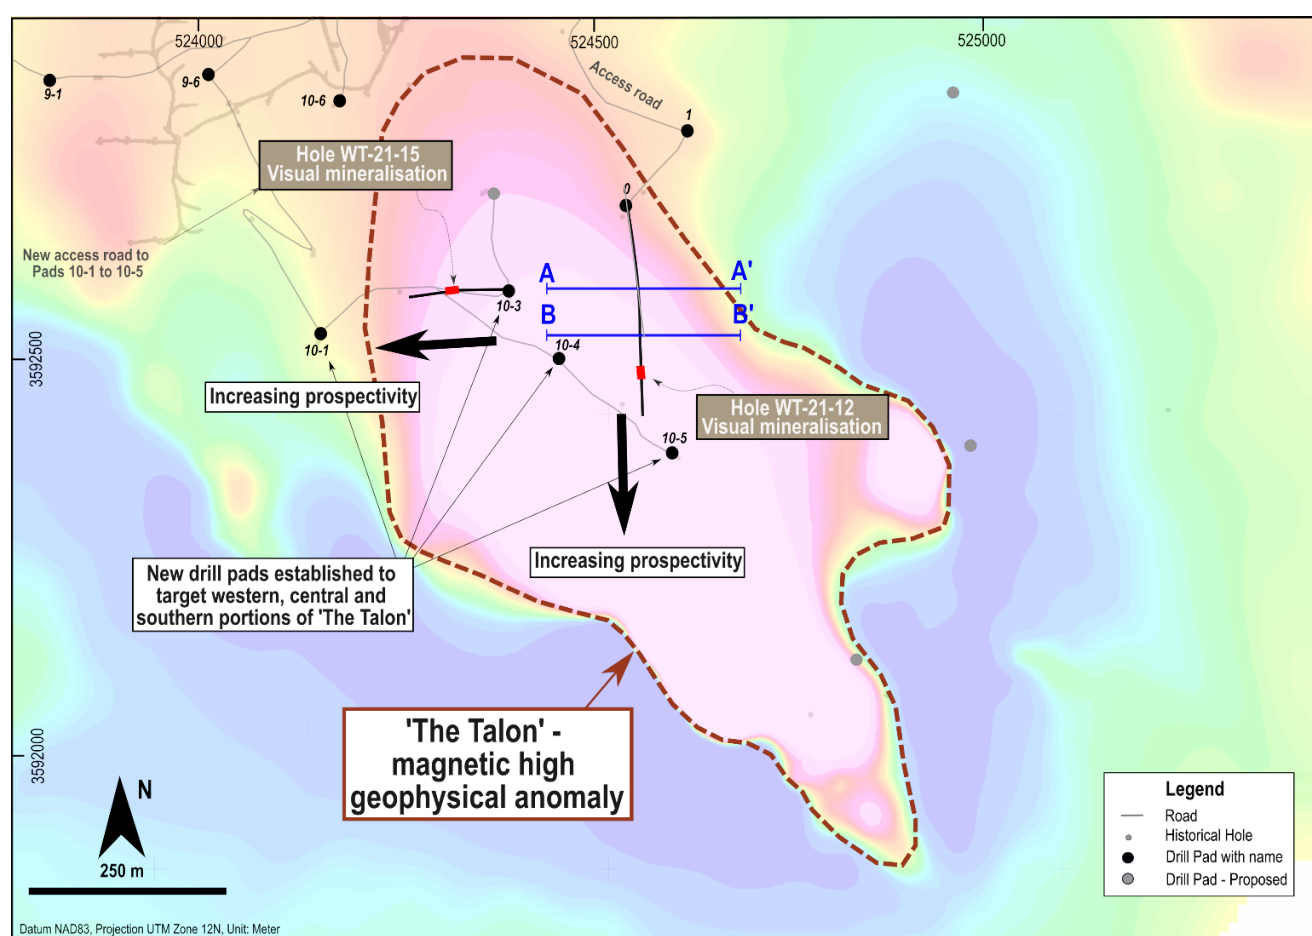 524000
524500
525000
9-1
9-6
10-6
Access road
1
Hole WT-21-15
Visual mineralisation
0
New access road to
Pads 10-1 to 10-5
A
A'
10-3
B
B'
10-1
10-4
3592500
Increasing prospectivity
Hole WT-21-12
Visual mineralisation
10-5
Increasing prospectivity
New drill pads established to
target western, central and
southern portions of 'The Talon'
'The Talon' -
magnetic high
geophysical anomaly
3592000
N
250 m
Legend
Road
Historical Hole
Drill Pad with name
Drill Pad - Proposed
Datum NAD83, Projection UTM Zone 12N, Unit: Meter